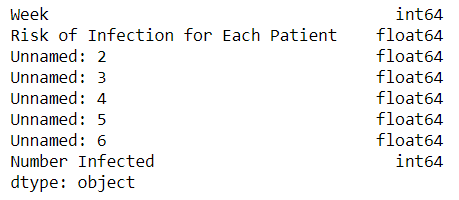 Week int64
Risk of Infection for Each Patient float64
Unnamed: 2 float64
Unnamed: 3 float64
Unnamed: 4 float64
Unnamed: 5 float64
Unnamed: 6 float64
Number Infected int64
dtype: object